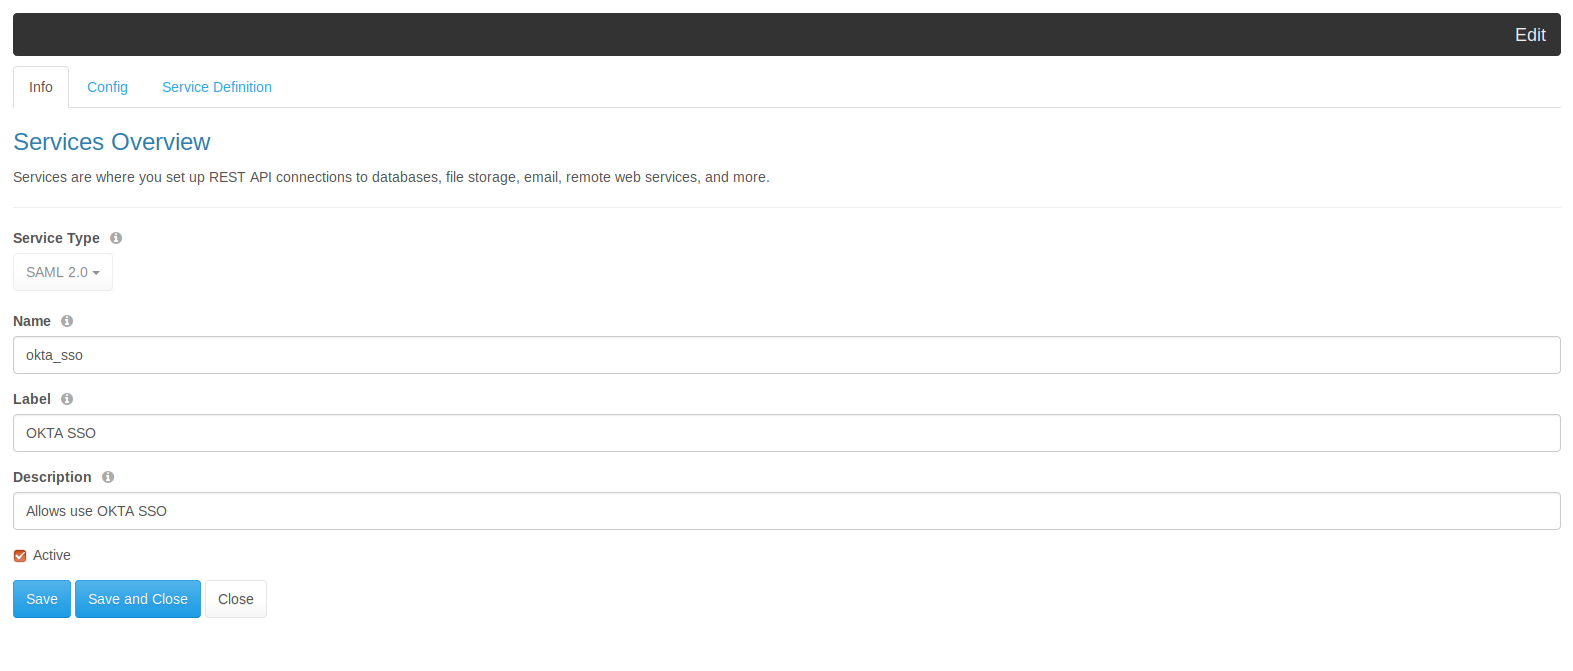 Edit
Info Config Service Definition
Services Overview
Services are where you set up REST API connections to databases, file storage, email, remote web services, and more.
Service Type
SAML 2.0
Name
okta_sso
Label
OKTA SSO
Description
Allows use OKTA SSO
Active
Save Save and Close Close